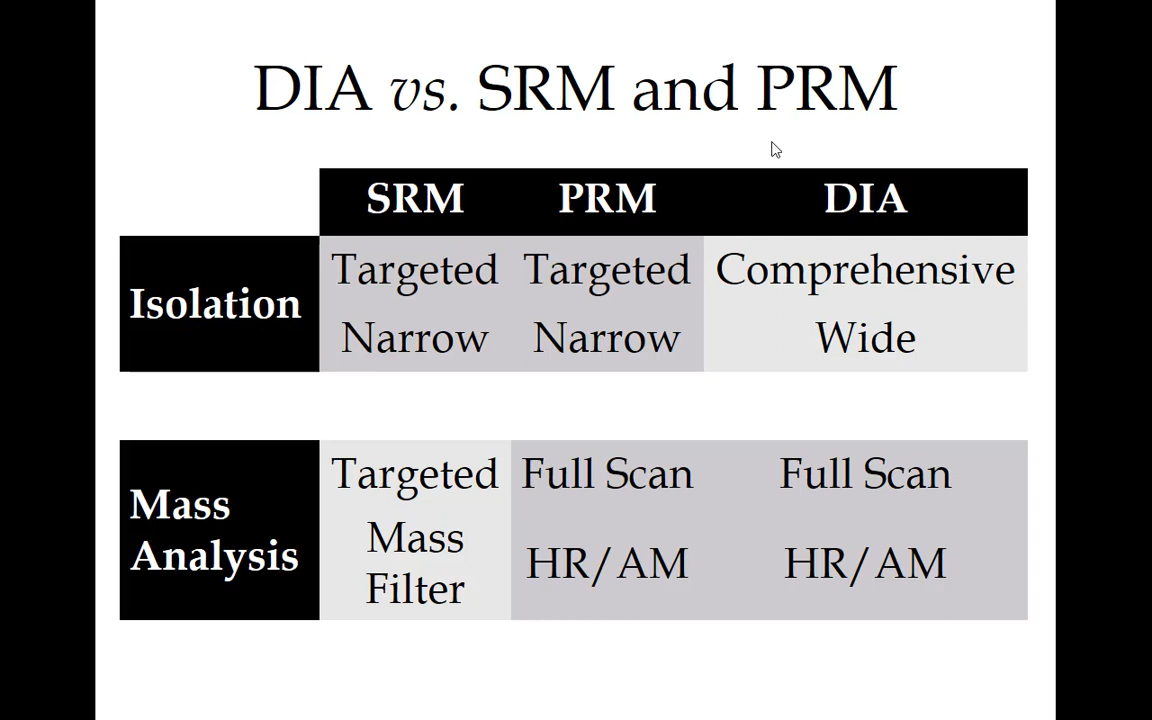 DIA vs. SRM and PRM
SRM PRM DIA
Isolation
Targeted Targeted Comprehensive
Narrow Narrow Wide
Mass Analysis
Targeted Full Scan Full Scan
Mass Filter HR/AM HR/AM